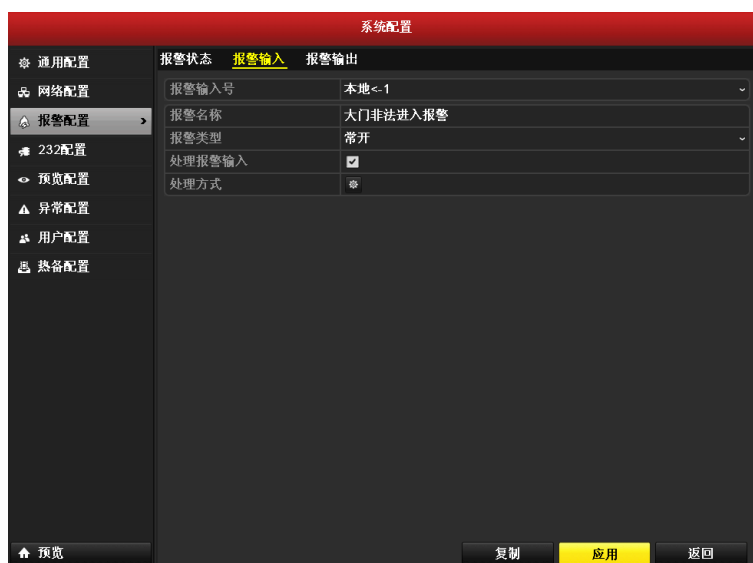 系统配置
通用配置
网络配置
报警配置
232配置
预览配置
异常配置
用户配置
热备配置
预览
报警状态 报警输入 报警输出
报警输入号 本地<-1
报警名称 大门非法进入报警
报警类型 常开
处理报警输入
处理方式
复制 应用 返回